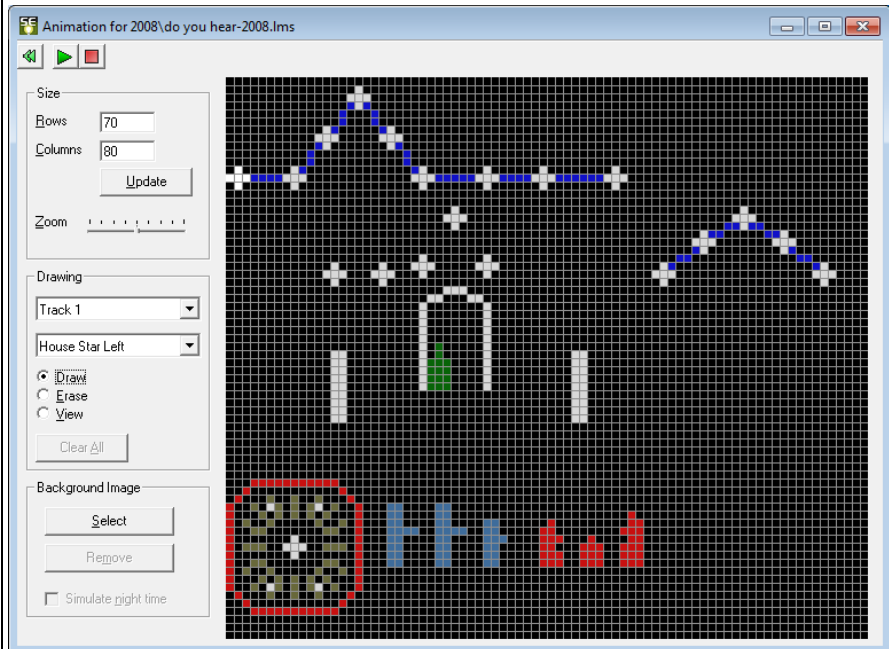 SE Animation for 2008\do you hear-2008.lms
Size
Rows 70
Columns 80
Update
Zoom
Drawing
Track 1
House Star Left
Draw
Erase
View
Clear All
Background Image
Select
Remove
Simulate night time